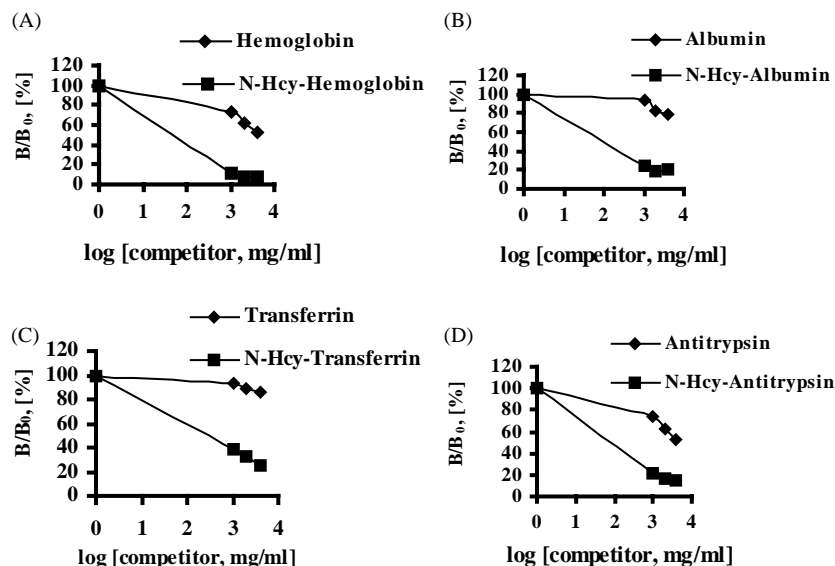 (A)
Hemoglobin
N-Hcy-Hemoglobin
B/B0, [%]
120
100
80
60
40
20
0
0 1 2 3 4
log [competitor, mg/ml]
(B)
Albumin
N-Hcy-Albumin
B/B0, [%]
120
100
80
60
40
20
0
0 1 2 3 4
log [competitor, mg/ml]
(C)
Transferrin
N-Hcy-Transferrin
B/B0, [%]
120
100
80
60
40
20
0
0 1 2 3 4
log [competitor, mg/ml]
(D)
Antitrypsin
N-Hcy-Antitrypsin
B/B0, [%]
120
100
80
60
40
20
0
0 1 2 3 4
log [competitor, mg/ml]